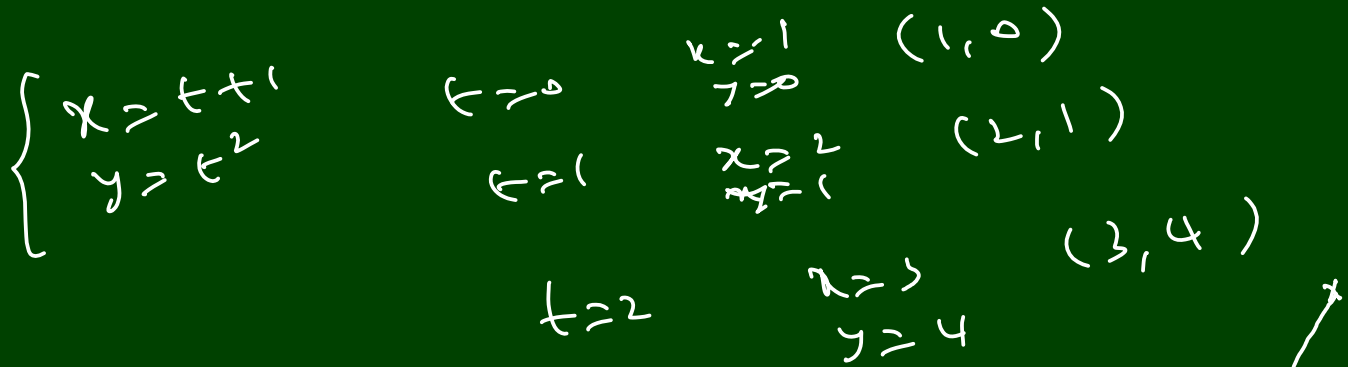 x = t + 1
y = t²
t = 0 x = 1 (1, 0)
y = 0
t = 1 x = 2 (2, 1)
y = 1
t = 2 x = 3 (3, 4)
y = 4